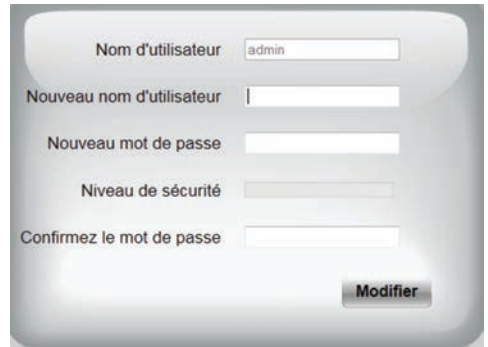 Nom d'utilisateur admin
Nouveau nom d'utilisateur
Nouveau mot de passe
Niveau de sécurité
Confirmez le mot de passe
Modifier